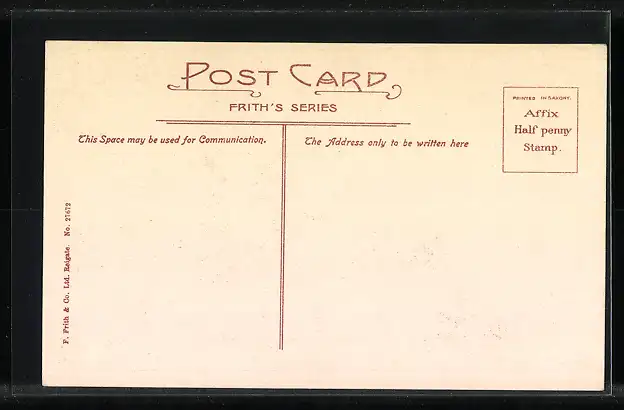 POST CARD
FRITH'S SERIES
This Space may be used for Communication.
The Address only to be written here
PRINTED IN SAXONY.
Affix
Half penny
Stamp.
F. Frith & Co. Ltd. Reigate. No. 27672